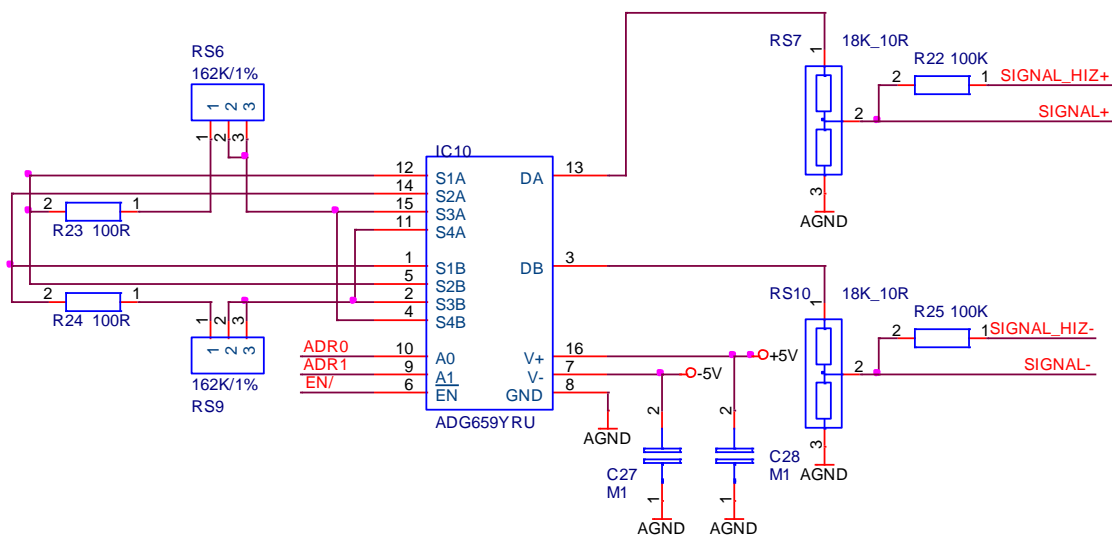 RS6
162K/1%
1 2 3
1 2 3
RS7
18K_10R
1
R22 100K
2 1
SIGNAL_HIZ+
2
SIGNAL+
3
AGND
IC10
12 S1A
14 S2A
15 S3A
11 S4A
1 S1B
5 S2B
2 S3B
4 S4B
10 A0
9 A1
6 EN
DA 13
DB 3
V+ 16
V- 7
GND 8
ADG659YRU
2 1
R23 100R
2 1
R24 100R
1 2 3
1 2 3
162K/1%
RS9
ADR0
ADR1
EN/
+5V
-5V
AGND
2
C27
M1
1
AGND
2
C28
M1
1
AGND
RS10
18K_10R
1
R25 100K
2 1
SIGNAL_HIZ-
2
SIGNAL-
3
AGND